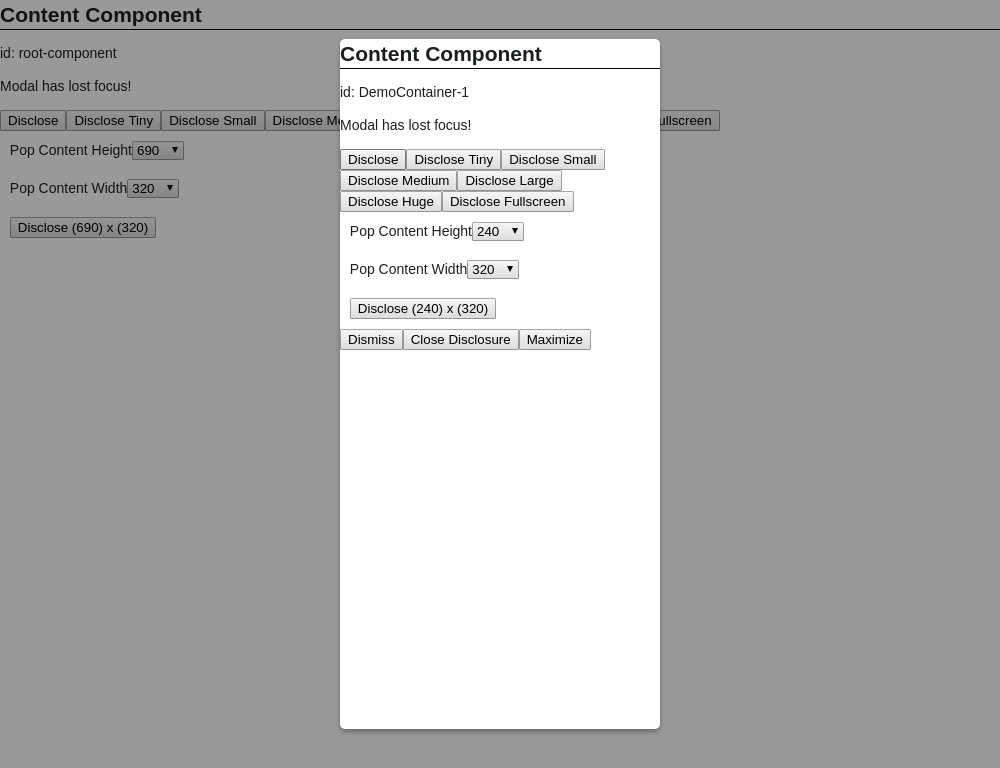 Content Component
id: root-component
Modal has lost focus!
Disclose Disclose Tiny Disclose Small Disclose
Pop Content Height 690
Pop Content Width 320
Disclose (690) x (320)
Content Component
id: DemoContainer-1
Modal has lost focus!
Disclose Disclose Tiny Disclose Small
Disclose Medium Disclose Large
Disclose Huge Disclose Fullscreen
Pop Content Height 240
Pop Content Width 320
Disclose (240) x (320)
Dismiss Close Disclosure Maximize